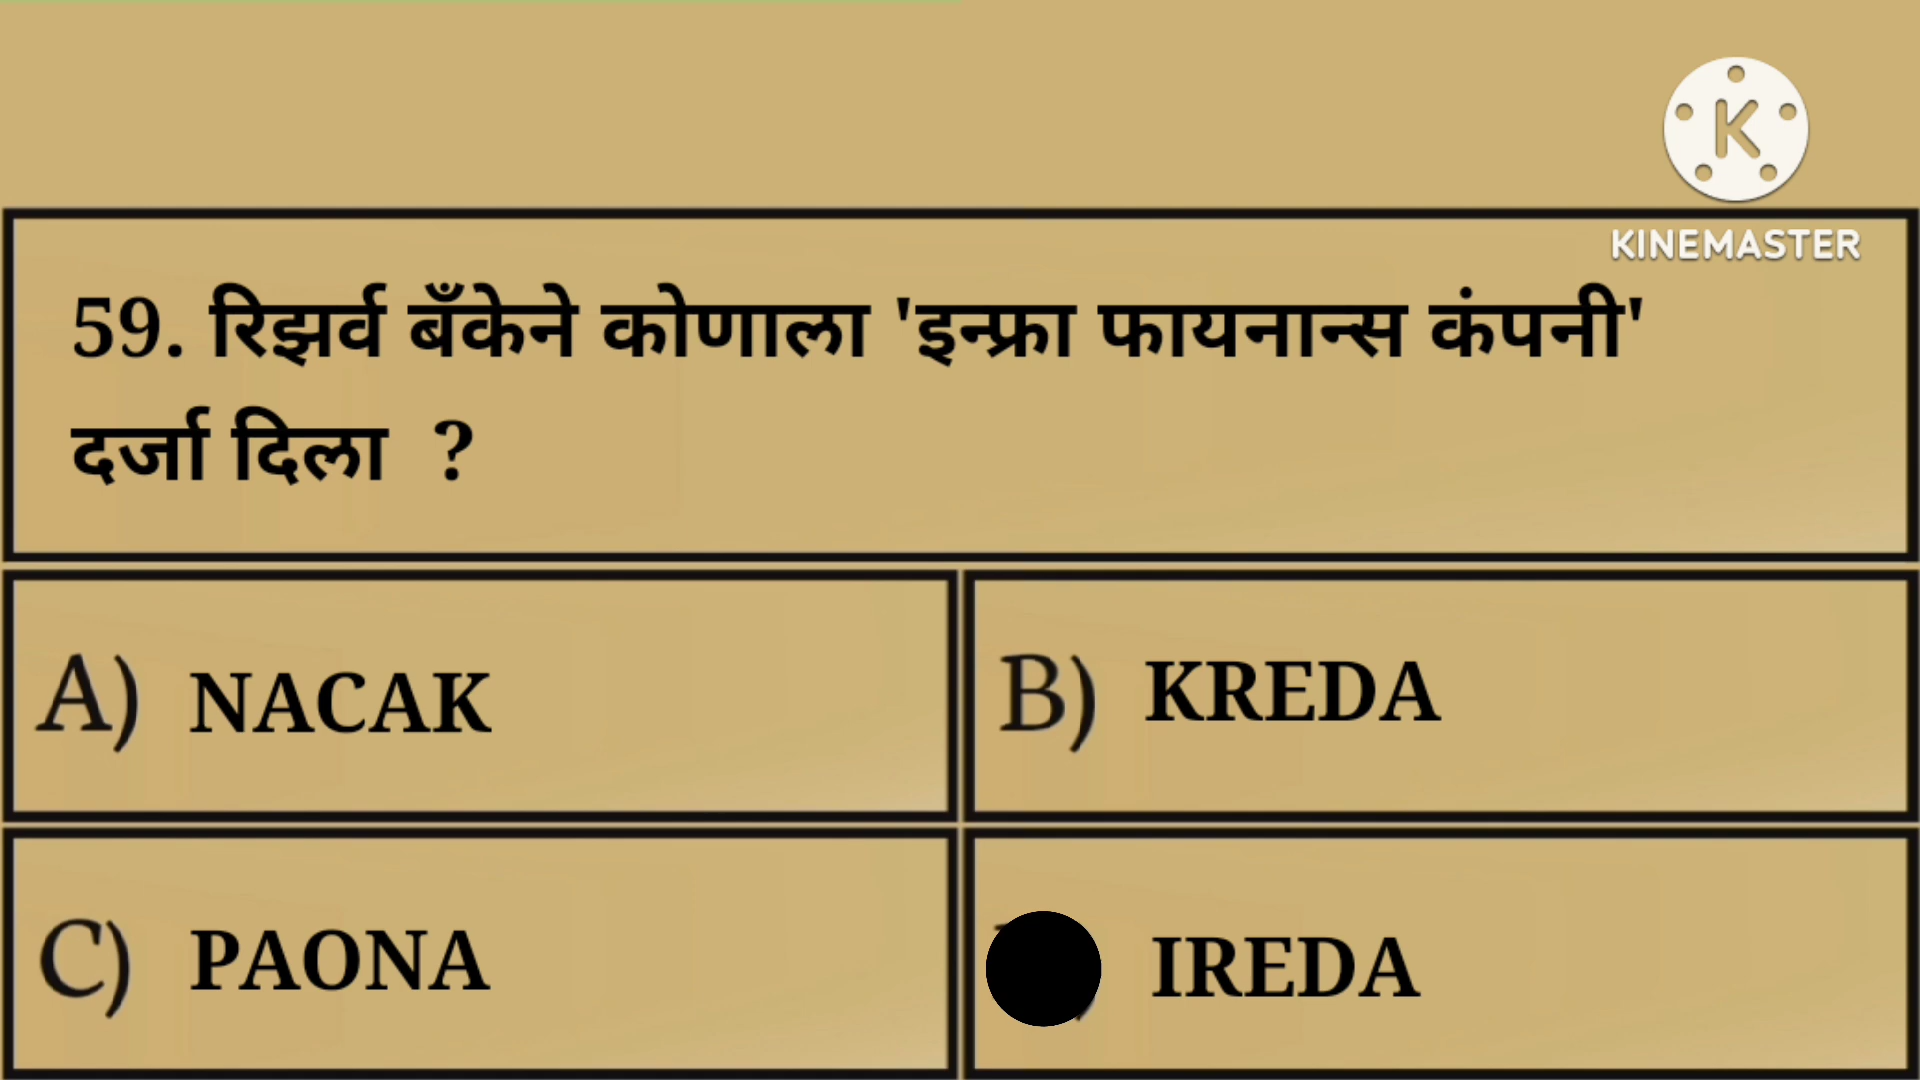 K
KINEMASTER
59. रिझर्व बँकेने कोणाला 'इन्फ्रा फायनान्स कंपनी'
दर्जा दिला ?
A) NACAK
B) KREDA
C) PAONA
IREDA